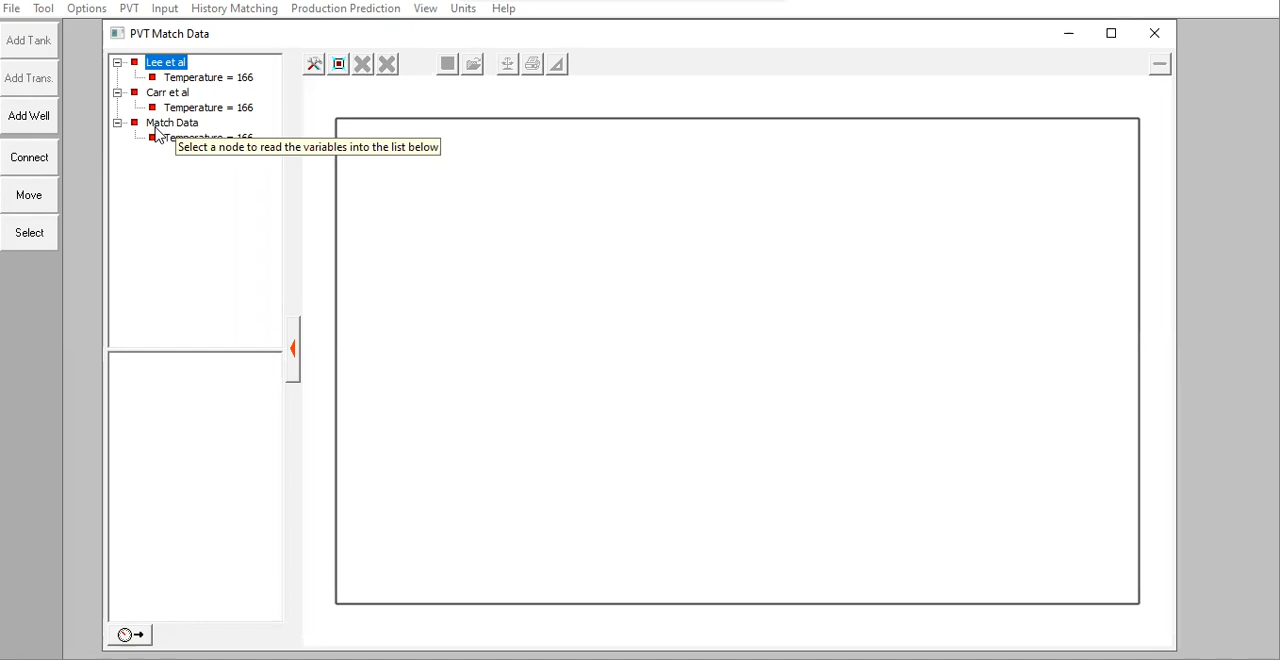 File Tool Options PVT Input History Matching Production Prediction View Units Help
PVT Match Data
Add Tank
Add Trans.
Add Well
Connect
Move
Select
Lee et al
Temperature = 166
Carr et al
Temperature = 166
Match Data
Temperature = 166
Select a node to read the variables into the list below